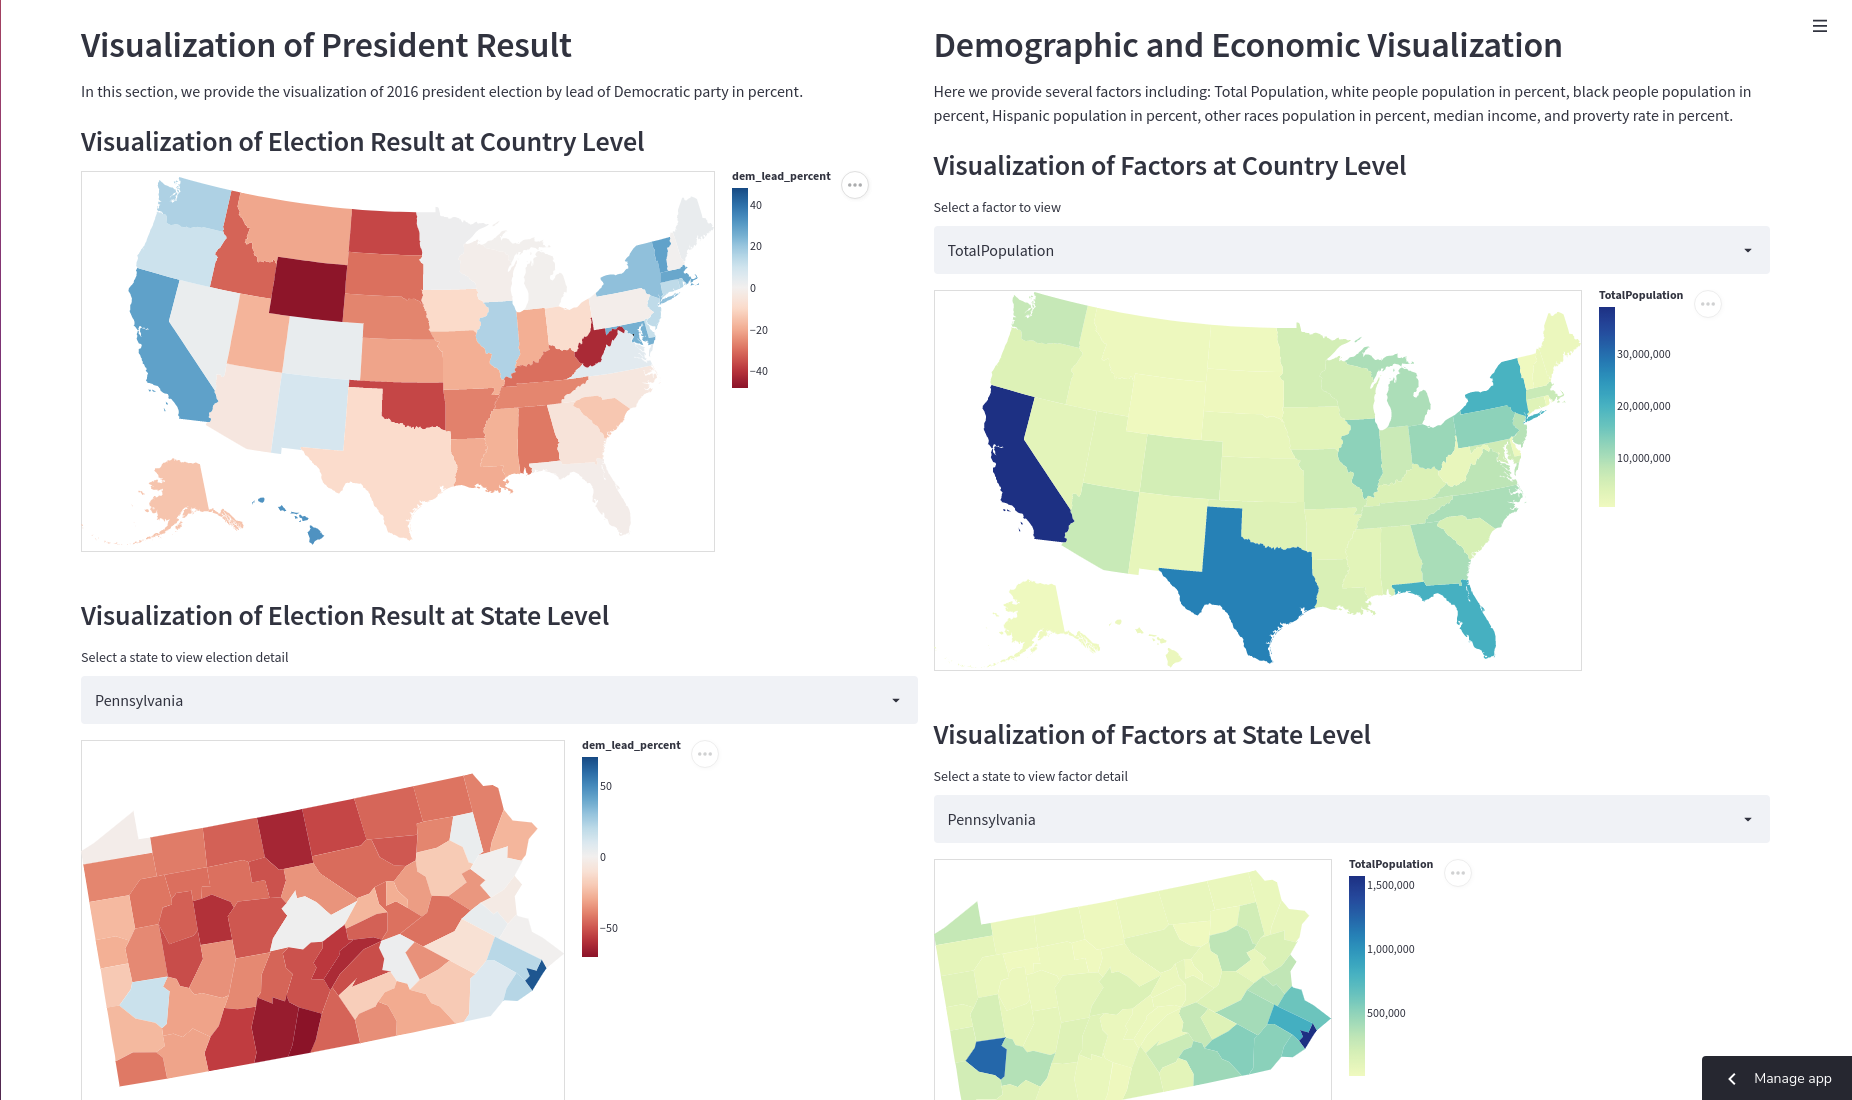 Visualization of President Result
In this section, we provide the visualization of 2016 president election by lead of Democratic party in percent.
Visualization of Election Result at Country Level
dem_lead_percent
40
20
0
−20
−40
Visualization of Election Result at State Level
Select a state to view election detail
Pennsylvania
dem_lead_percent
50
0
−50
Demographic and Economic Visualization
Here we provide several factors including: Total Population, white people population in percent, black people population in
percent, Hispanic population in percent, other races population in percent, median income, and proverty rate in percent.
Visualization of Factors at Country Level
Select a factor to view
TotalPopulation
TotalPopulation
30,000,000
20,000,000
10,000,000
Visualization of Factors at State Level
Select a state to view factor detail
Pennsylvania
TotalPopulation
1,500,000
1,000,000
500,000
Manage app